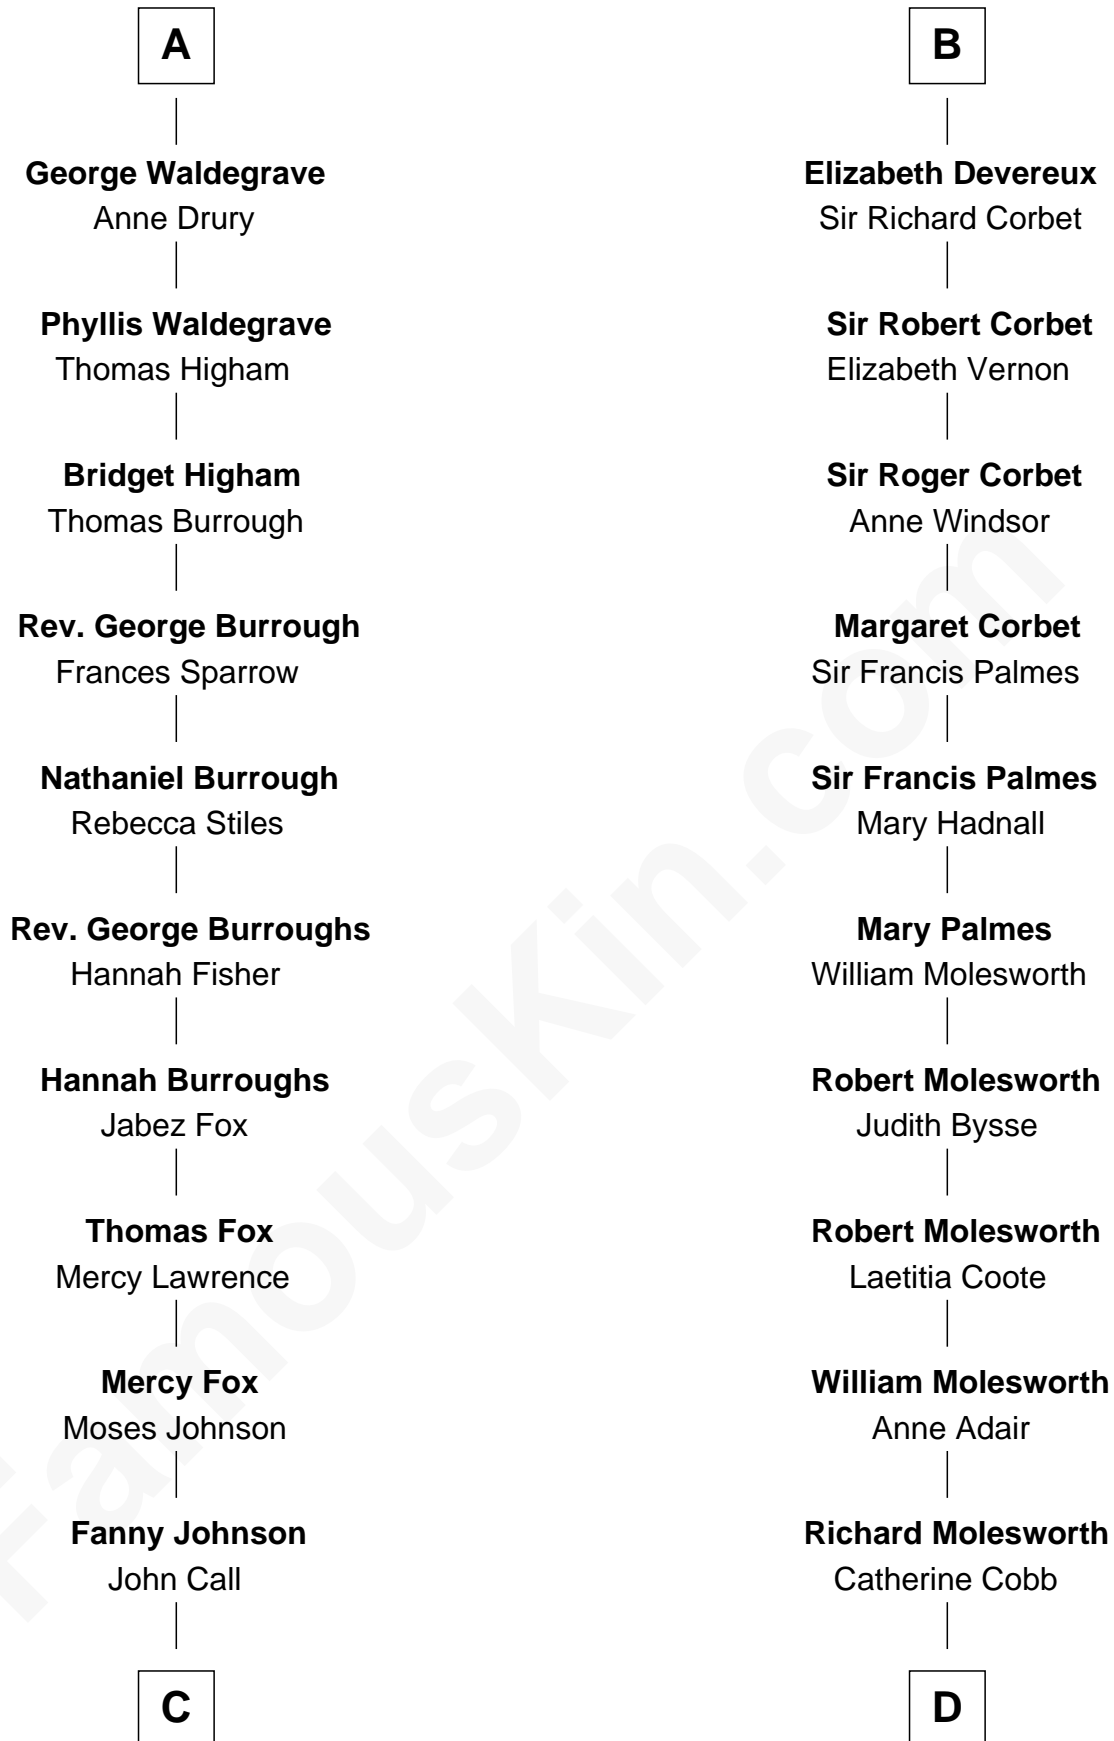 A
George Waldegrave
Anne Drury
Phyllis Waldegrave
Thomas Higham
Bridget Higham
Thomas Burrough
Rev. George Burrough
Frances Sparrow
Nathaniel Burrough
Rebecca Stiles
Rev. George Burroughs
Hannah Fisher
Hannah Burroughs
Jabez Fox
Thomas Fox
Mercy Lawrence
Mercy Fox
Moses Johnson
Fanny Johnson
John Call
C
B
Elizabeth Devereux
Sir Richard Corbet
Sir Robert Corbet
Elizabeth Vernon
Sir Roger Corbet
Anne Windsor
Margaret Corbet
Sir Francis Palmes
Sir Francis Palmes
Mary Hadnall
Mary Palmes
William Molesworth
Robert Molesworth
Judith Bysse
Robert Molesworth
Laetitia Coote
William Molesworth
Anne Adair
Richard Molesworth
Catherine Cobb
D
FamousKin.com